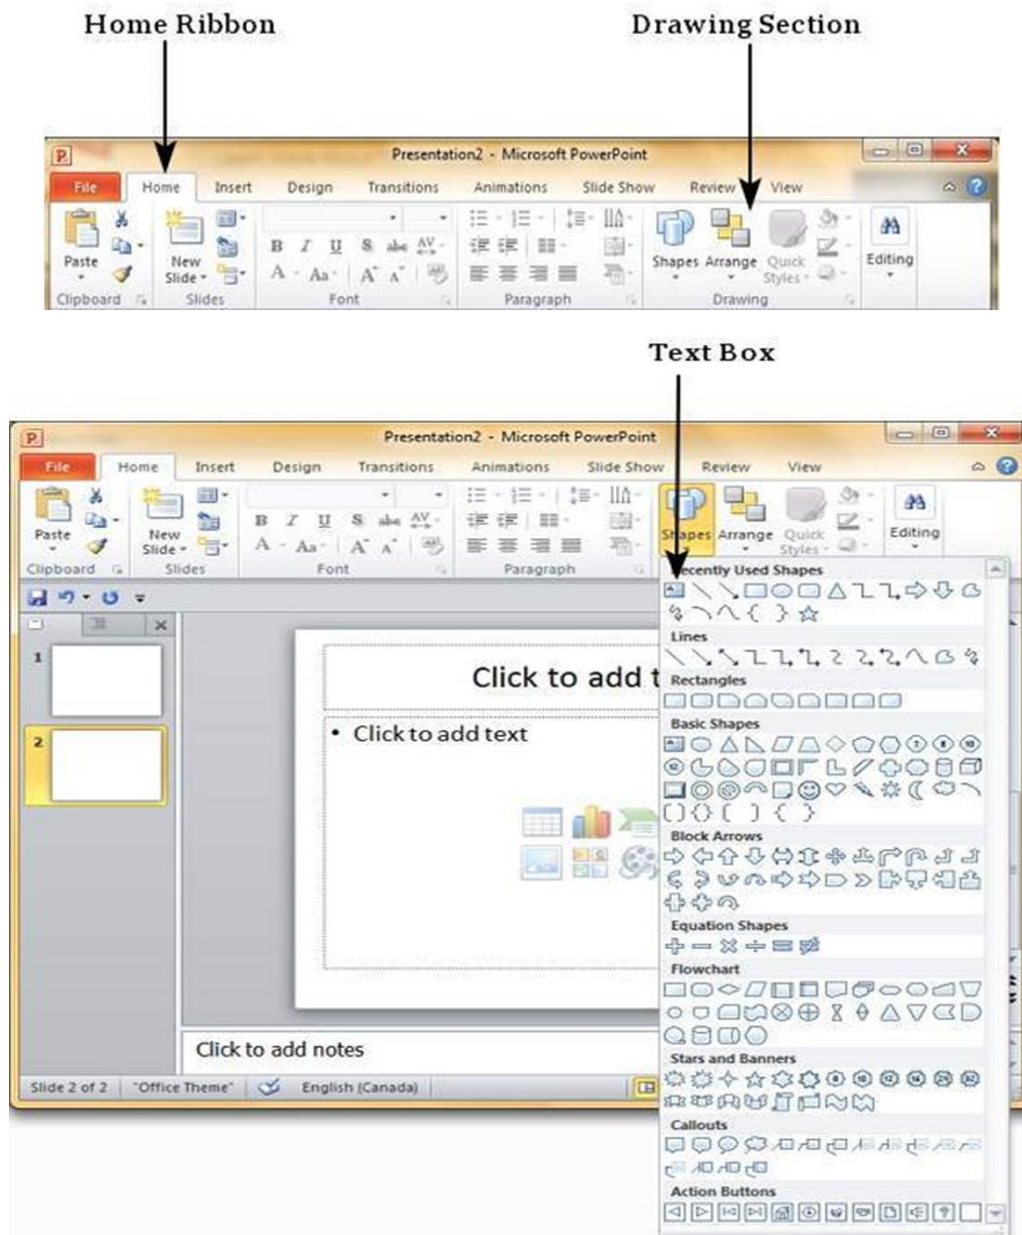 Home Ribbon Drawing Section
Presentation2 - Microsoft PowerPoint
File Home Insert Design Transitions Animations Slide Show Review View
Paste New Slide Shapes Arrange Quick Styles Editing
Clipboard Slides Font Paragraph Drawing
Text Box
Presentation2 - Microsoft PowerPoint
File Home Insert Design Transitions Animations Slide Show Review View
Paste New Slide Shapes Arrange Quick Styles Editing
Clipboard Slides Font Paragraph
Recently Used Shapes
Lines
1
Click to add t
Rectangles
Basic Shapes
2
• Click to add text
Block Arrows
Equation Shapes
Flowchart
Click to add notes
Stars and Banners
Slide 2 of 2 "Office Theme" English (Canada)
Callouts
Action Buttons